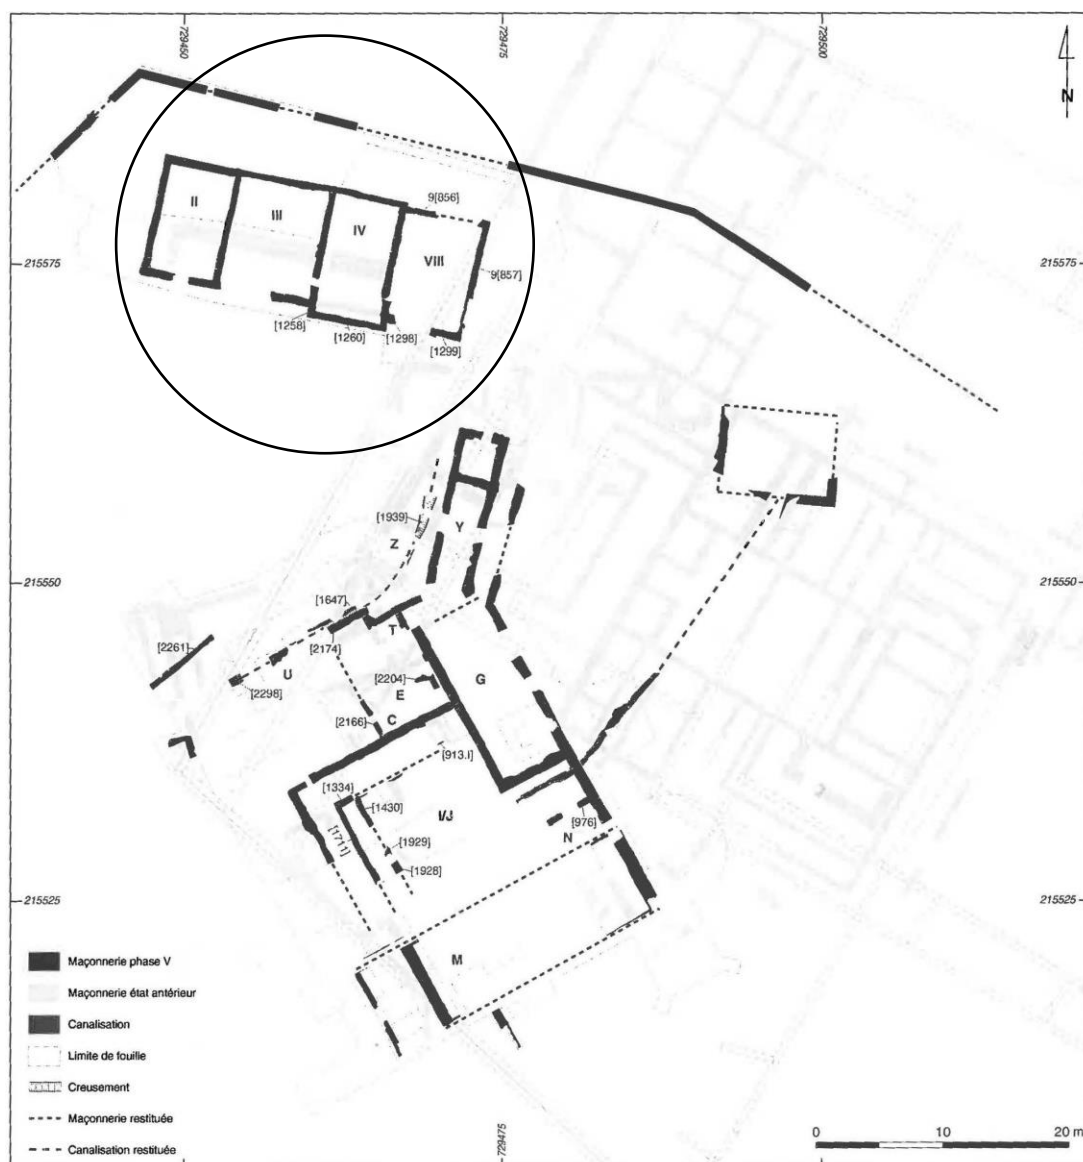 729450
729475
729500
N
II
III
IV
9[856]
VIII
215575
9[857]
215575
[1258]
[1260]
[1298]
[1299]
[1939]
Y
Z
215550
215550
[1647]
T
[2261]
[2174]
U
[2204]
G
[2298]
E
[2166]
C
[913.I]
[1334]
[1430]
I/J
[976]
[1711]
[1929]
N
[1928]
215525
215525
M
Maçonnerie phase V
Maçonnerie état antérieur
Canalisation
Limite de fouille
Creusement
Maçonnerie restituée
Canalisation restituée
729475
0 10 20 m